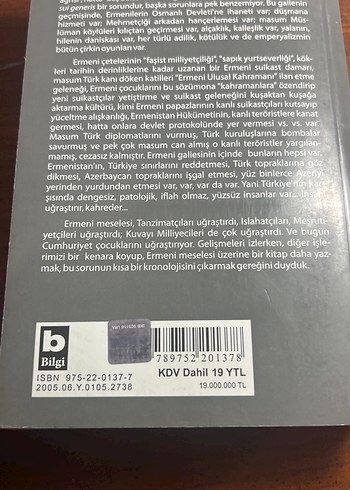 sui generis bir sorundur, başka sorunlara pek benzemiyor. Bu gailenin
geçmişinde, Ermenilerin Osmanlı Devleti'ne ihaneti var; düşmana
hizmeti var; Mehmetçiği arkadan hançerlemesi var; masum Müs-
lüman köylüleri kılıçtan geçirmesi var, alçaklık, kalleşlik var, yalanın,
hilenin daniskası var, her türlü adilik, kötülük ve de emperyalizmin
bütün çirkin oyunları var.
Ermeni çetelerinin "faşist milliyetçiliği", "sapık yurtseverliği", kök-
leri tarihin derinliklerine kadar uzanan bir Ermeni suikast damarı,
masum Türk kanı döken katilleri "Ermeni Ulusal Kahramanı" ilan etme
geleneği, Ermeni çocuklarını bu sözümona "kahramanlara" özendirip
yeni suikastçılar yetiştirme ve suikast geleneğini kuşaktan kuşağa
aktarma kültürü, kimi Ermeni papazlarının kanlı suikastçıları kutsayıp
yüceltme alışkanlığı, Ermenistan Hükümetinin, kanlı teröristlere kanat
germesi, hatta onlara devlet protokolünde yer vermesi vs. vs. var.
Masum Türk diplomatlarını vurmuş, Türk kuruluşlarına bombalar
savurmuş ve pek çok masum can almış o kanlı teröristler yargılan-
mamış, cezasız kalmıştır. Ermeni gailesinin içinde bunların hepsi var.
Ermenistan'ın, Türkiye sınırlarını reddetmesi, Türk topraklarına göz
dikmesi, Azerbaycan topraklarını işgal etmesi, yüz binlerce Azeriyi
yerinden yurdundan etmesi var, var, var da var. Yani Türkiye'nin kar-
şısında dengesiz, patolojik, iflah olmaz, yüzsüz insanlar var...
uğraştırır, kahreder...
Ermeni meselesi, Tanzimatçıları uğraştırdı, Islahatçıları, Meşruti-
yetçileri uğraştırdı; Kuvayı Milliyecileri de çok uğraştırdı. Ve bugün
Cumhuriyet çocuklarını uğraştırıyor. Gelişmeleri izlerken, diğer işle-
rimizi bir kenara koyup, Ermeni meselesi üzerine bir kitap daha yaz-
mak, bu sorunun kısa bir kronolojisini çıkarmak gereğini duyduk.
b
Bilgi
789752 201378
ISBN 975-22-0137-7
2005.06.Y.0105.2738
KDV Dahil 19 YTL
19.000.000 TL